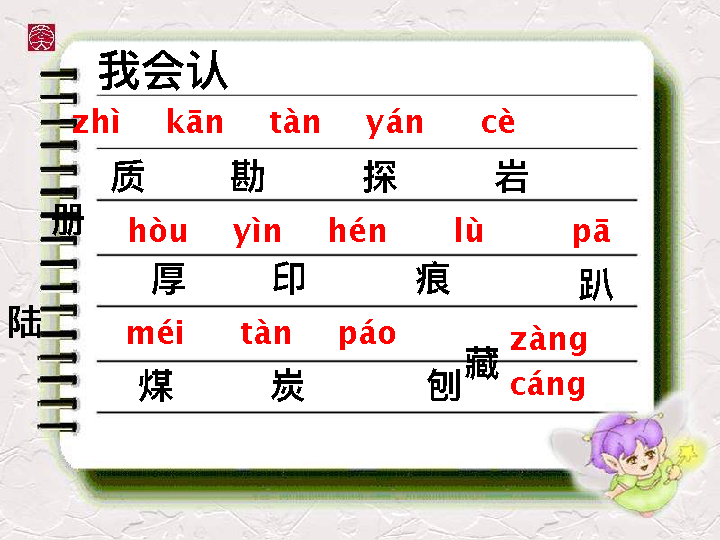 我会认
zhì kān tàn yán cè
质 勘 探 岩
册
hòu yìn hén lù pā
厚 印 痕 趴
陆
méi tàn páo zàng
藏
煤 炭 刨 cáng